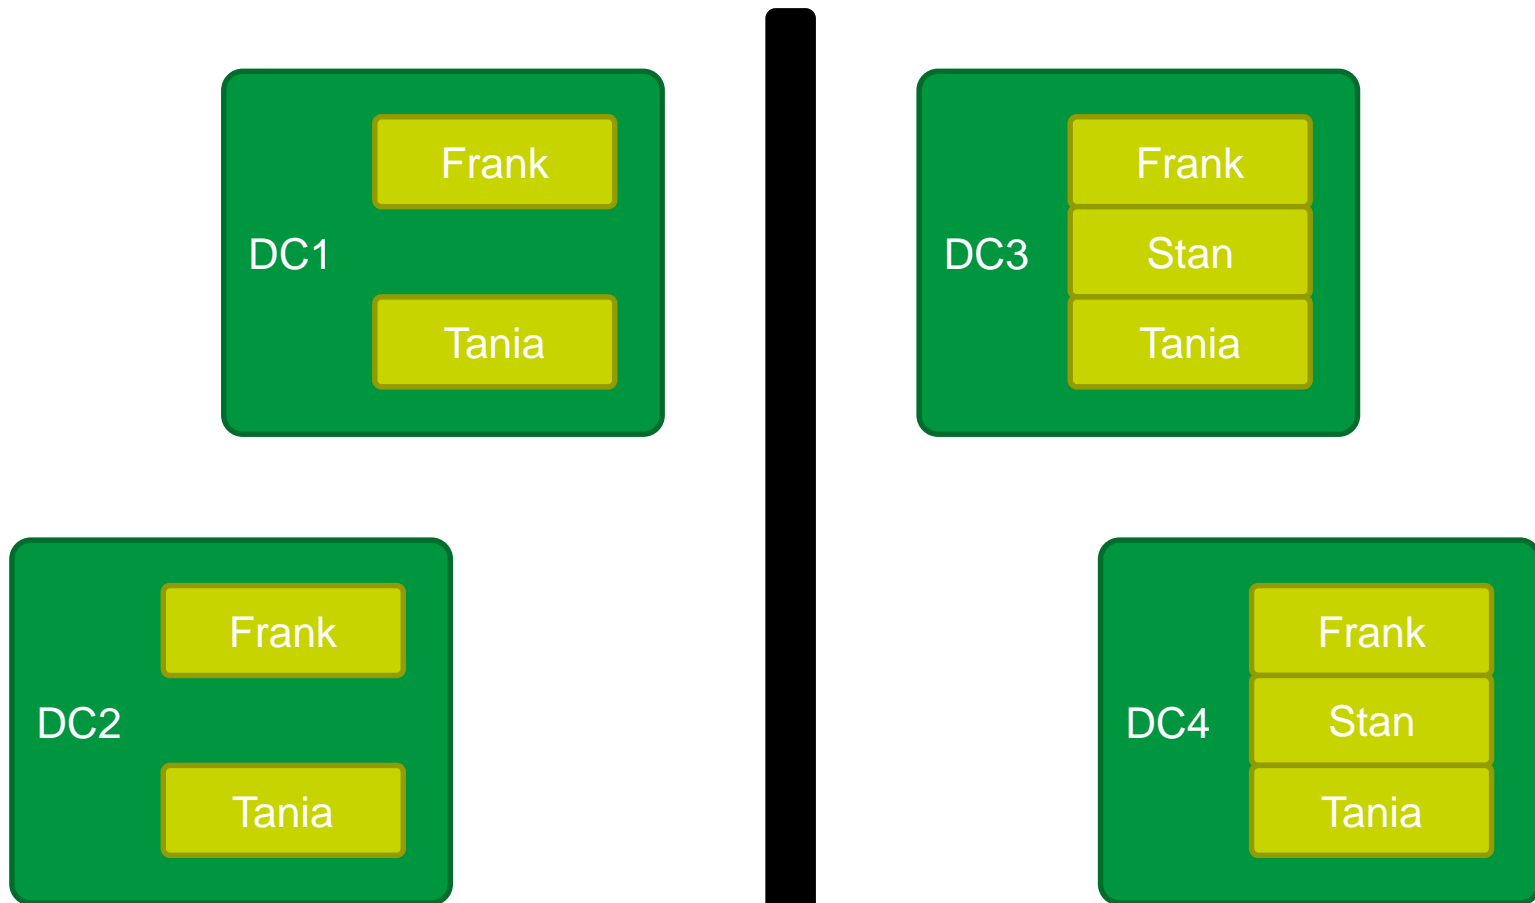 DC1
Frank
Tania
DC3
Frank
Stan
Tania
DC2
Frank
Tania
DC4
Frank
Stan
Tania